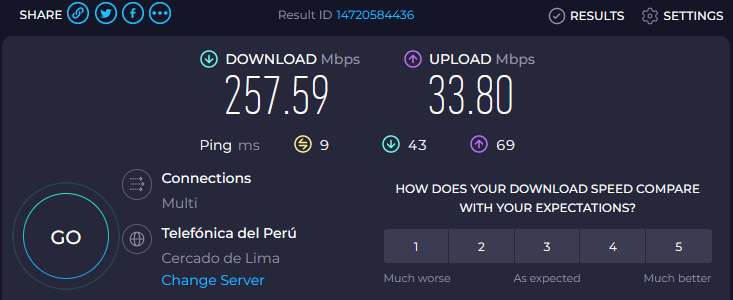 SHARE Result ID 14720584436 RESULTS SETTINGS
DOWNLOAD Mbps UPLOAD Mbps
257.59 33.80
Ping ms 9 43 69
Connections
Multi
HOW DOES YOUR DOWNLOAD SPEED COMPARE
WITH YOUR EXPECTATIONS?
GO
Telefónica del Perú
Cercado de Lima
Change Server
1 2 3 4 5
Much worse As expected Much better